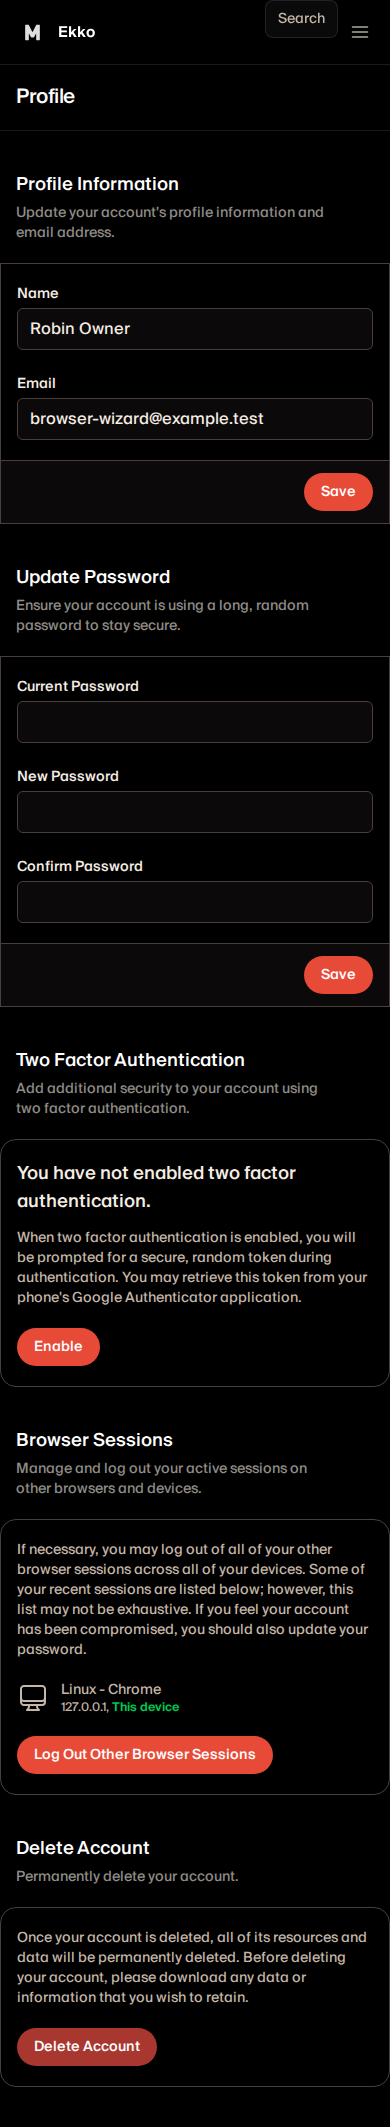 Ekko
Search
Profile
Profile Information
Update your account's profile information and
email address.
Name
Robin Owner
Email
browser-wizard@example.test
Save
Update Password
Ensure your account is using a long, random
password to stay secure.
Current Password
New Password
Confirm Password
Save
Two Factor Authentication
Add additional security to your account using
two factor authentication.
You have not enabled two factor
authentication.
When two factor authentication is enabled, you will
be prompted for a secure, random token during
authentication. You may retrieve this token from your
phone's Google Authenticator application.
Enable
Browser Sessions
Manage and log out your active sessions on
other browsers and devices.
If necessary, you may log out of all of your other
browser sessions across all of your devices. Some of
your recent sessions are listed below; however, this
list may not be exhaustive. If you feel your account
has been compromised, you should also update your
password.
Linux - Chrome
127.0.0.1, This device
Log Out Other Browser Sessions
Delete Account
Permanently delete your account.
Once your account is deleted, all of its resources and
data will be permanently deleted. Before deleting
your account, please download any data or
information that you wish to retain.
Delete Account